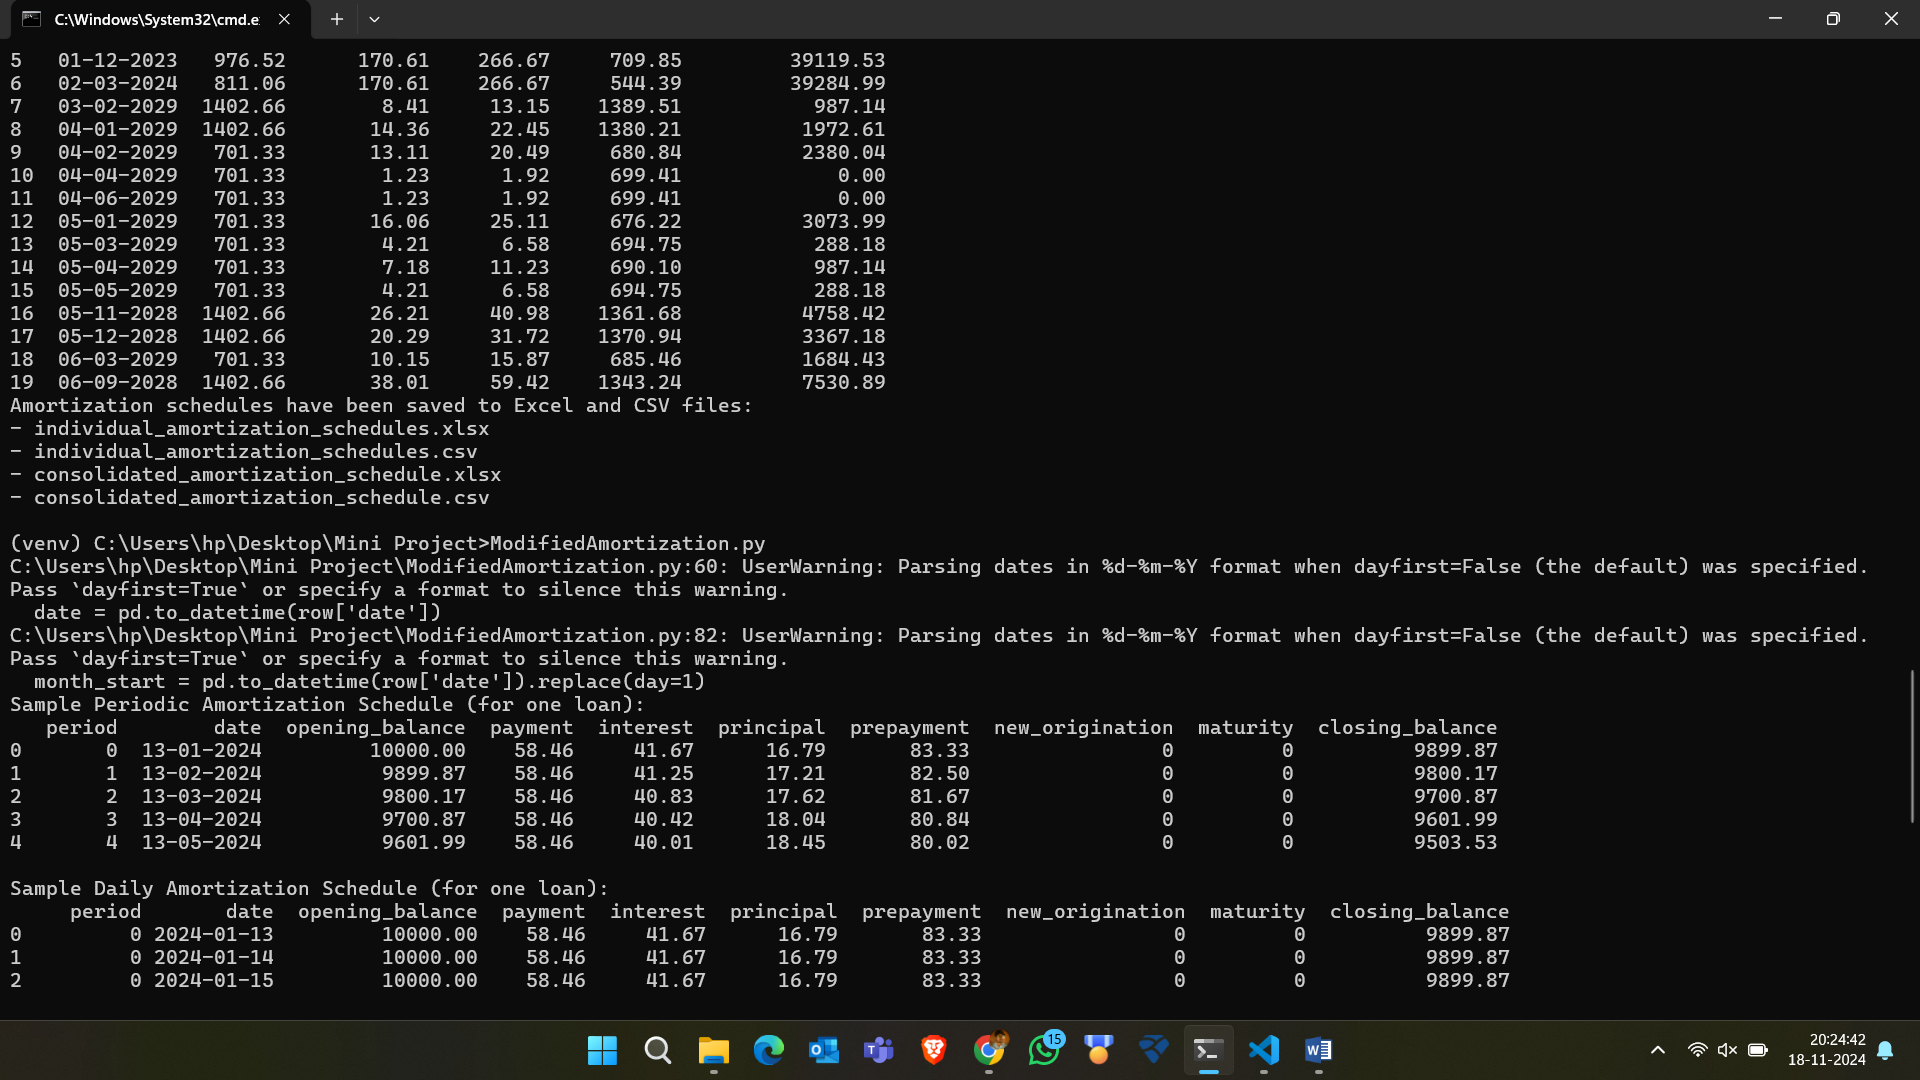 C:\Windows\System32\cmd.e
5 01-12-2023 976.52 170.61 266.67 709.85 39119.53
6 02-03-2024 811.06 170.61 266.67 544.39 39284.99
7 03-02-2029 1402.66 8.41 13.15 1389.51 987.14
8 04-01-2029 1402.66 14.36 22.45 1380.21 1972.61
9 04-02-2029 701.33 13.11 20.49 680.84 2380.04
10 04-04-2029 701.33 1.23 1.92 699.41 0.00
11 04-06-2029 701.33 1.23 1.92 699.41 0.00
12 05-01-2029 701.33 16.06 25.11 676.22 3073.99
13 05-03-2029 701.33 4.21 6.58 694.75 288.18
14 05-04-2029 701.33 7.18 11.23 690.10 987.14
15 05-05-2029 701.33 4.21 6.58 694.75 288.18
16 05-11-2028 1402.66 26.21 40.98 1361.68 4758.42
17 05-12-2028 1402.66 20.29 31.72 1370.94 3367.18
18 06-03-2029 701.33 10.15 15.87 685.46 1684.43
19 06-09-2028 1402.66 38.01 59.42 1343.24 7530.89
Amortization schedules have been saved to Excel and CSV files:
- individual_amortization_schedules.xlsx
- individual_amortization_schedules.csv
- consolidated_amortization_schedule.xlsx
- consolidated_amortization_schedule.csv
(venv) C:\Users\hp\Desktop\Mini Project>ModifiedAmortization.py
C:\Users\hp\Desktop\Mini Project\ModifiedAmortization.py:60: UserWarning: Parsing dates in %d-%m-%Y format when dayfirst=False (the default) was specified.
Pass `dayfirst=True` or specify a format to silence this warning.
date = pd.to_datetime(row['date'])
C:\Users\hp\Desktop\Mini Project\ModifiedAmortization.py:82: UserWarning: Parsing dates in %d-%m-%Y format when dayfirst=False (the default) was specified.
Pass `dayfirst=True` or specify a format to silence this warning.
month_start = pd.to_datetime(row['date']).replace(day=1)
Sample Periodic Amortization Schedule (for one loan):
period date opening_balance payment interest principal prepayment new_origination maturity closing_balance
0 0 13-01-2024 10000.00 58.46 41.67 16.79 83.33 0 0 9899.87
1 1 13-02-2024 9899.87 58.46 41.25 17.21 82.50 0 0 9800.17
2 2 13-03-2024 9800.17 58.46 40.83 17.62 81.67 0 0 9700.87
3 3 13-04-2024 9700.87 58.46 40.42 18.04 80.84 0 0 9601.99
4 4 13-05-2024 9601.99 58.46 40.01 18.45 80.02 0 0 9503.53
Sample Daily Amortization Schedule (for one loan):
period date opening_balance payment interest principal prepayment new_origination maturity closing_balance
0 0 2024-01-13 10000.00 58.46 41.67 16.79 83.33 0 0 9899.87
1 0 2024-01-14 10000.00 58.46 41.67 16.79 83.33 0 0 9899.87
2 0 2024-01-15 10000.00 58.46 41.67 16.79 83.33 0 0 9899.87
15
20:24:42
18-11-2024